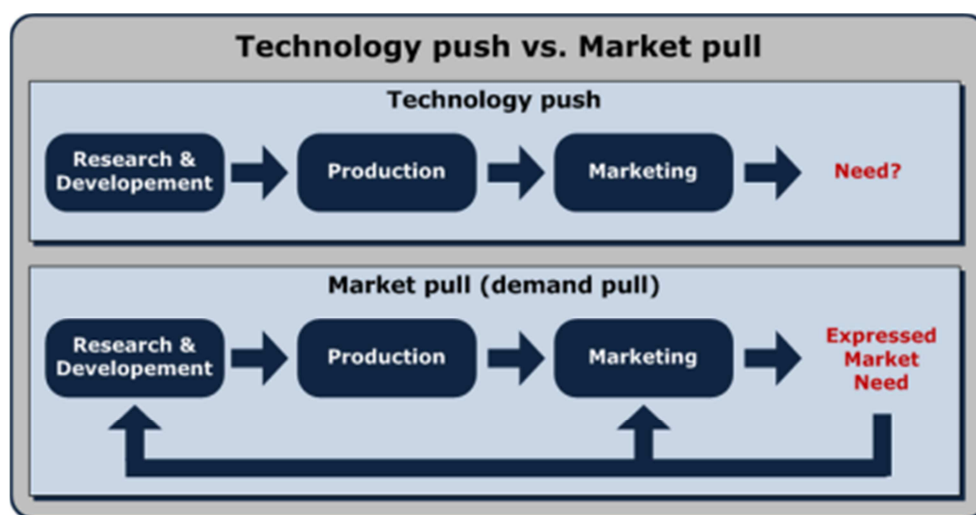 Technology push vs. Market pull
Technology push
Research &
Developement
Production
Marketing
Need?
Market pull (demand pull)
Research &
Developement
Production
Marketing
Expressed
Market
Need